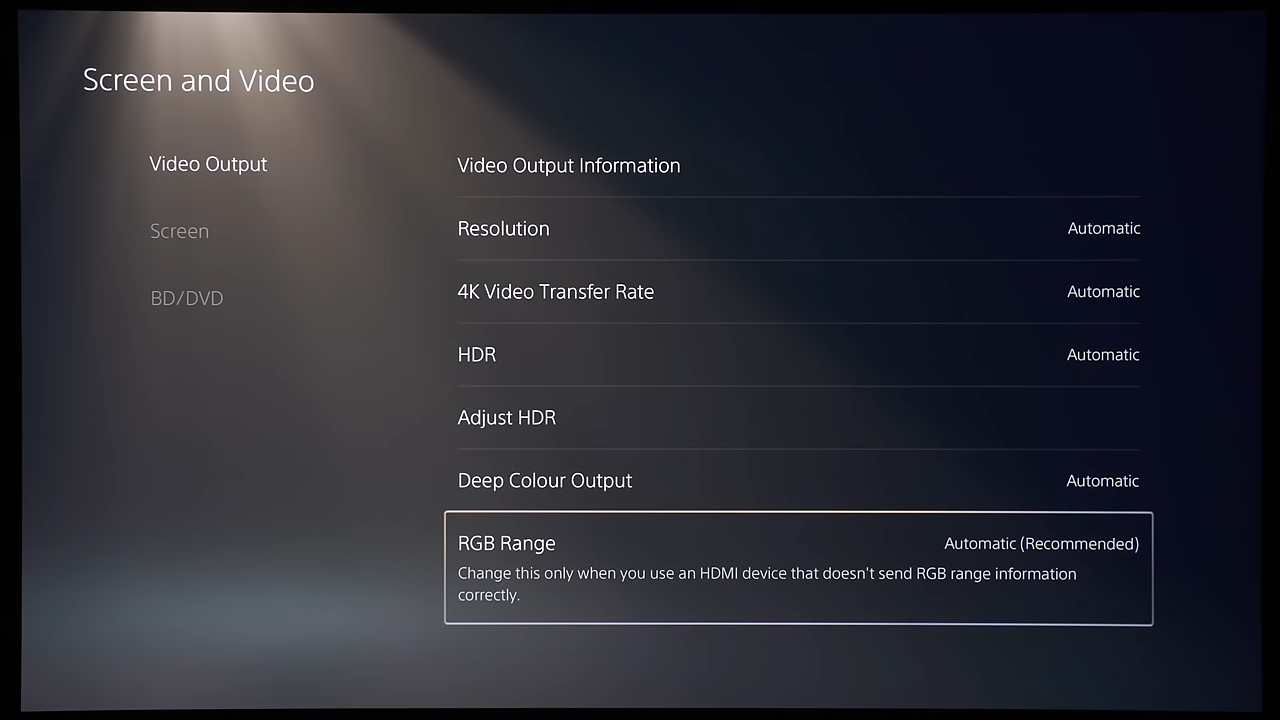 Screen and Video
Video Output
Screen
BD/DVD
Video Output Information
Resolution Automatic
4K Video Transfer Rate Automatic
HDR Automatic
Adjust HDR
Deep Colour Output Automatic
RGB Range Automatic (Recommended)
Change this only when you use an HDMI device that doesn't send RGB range information
correctly.